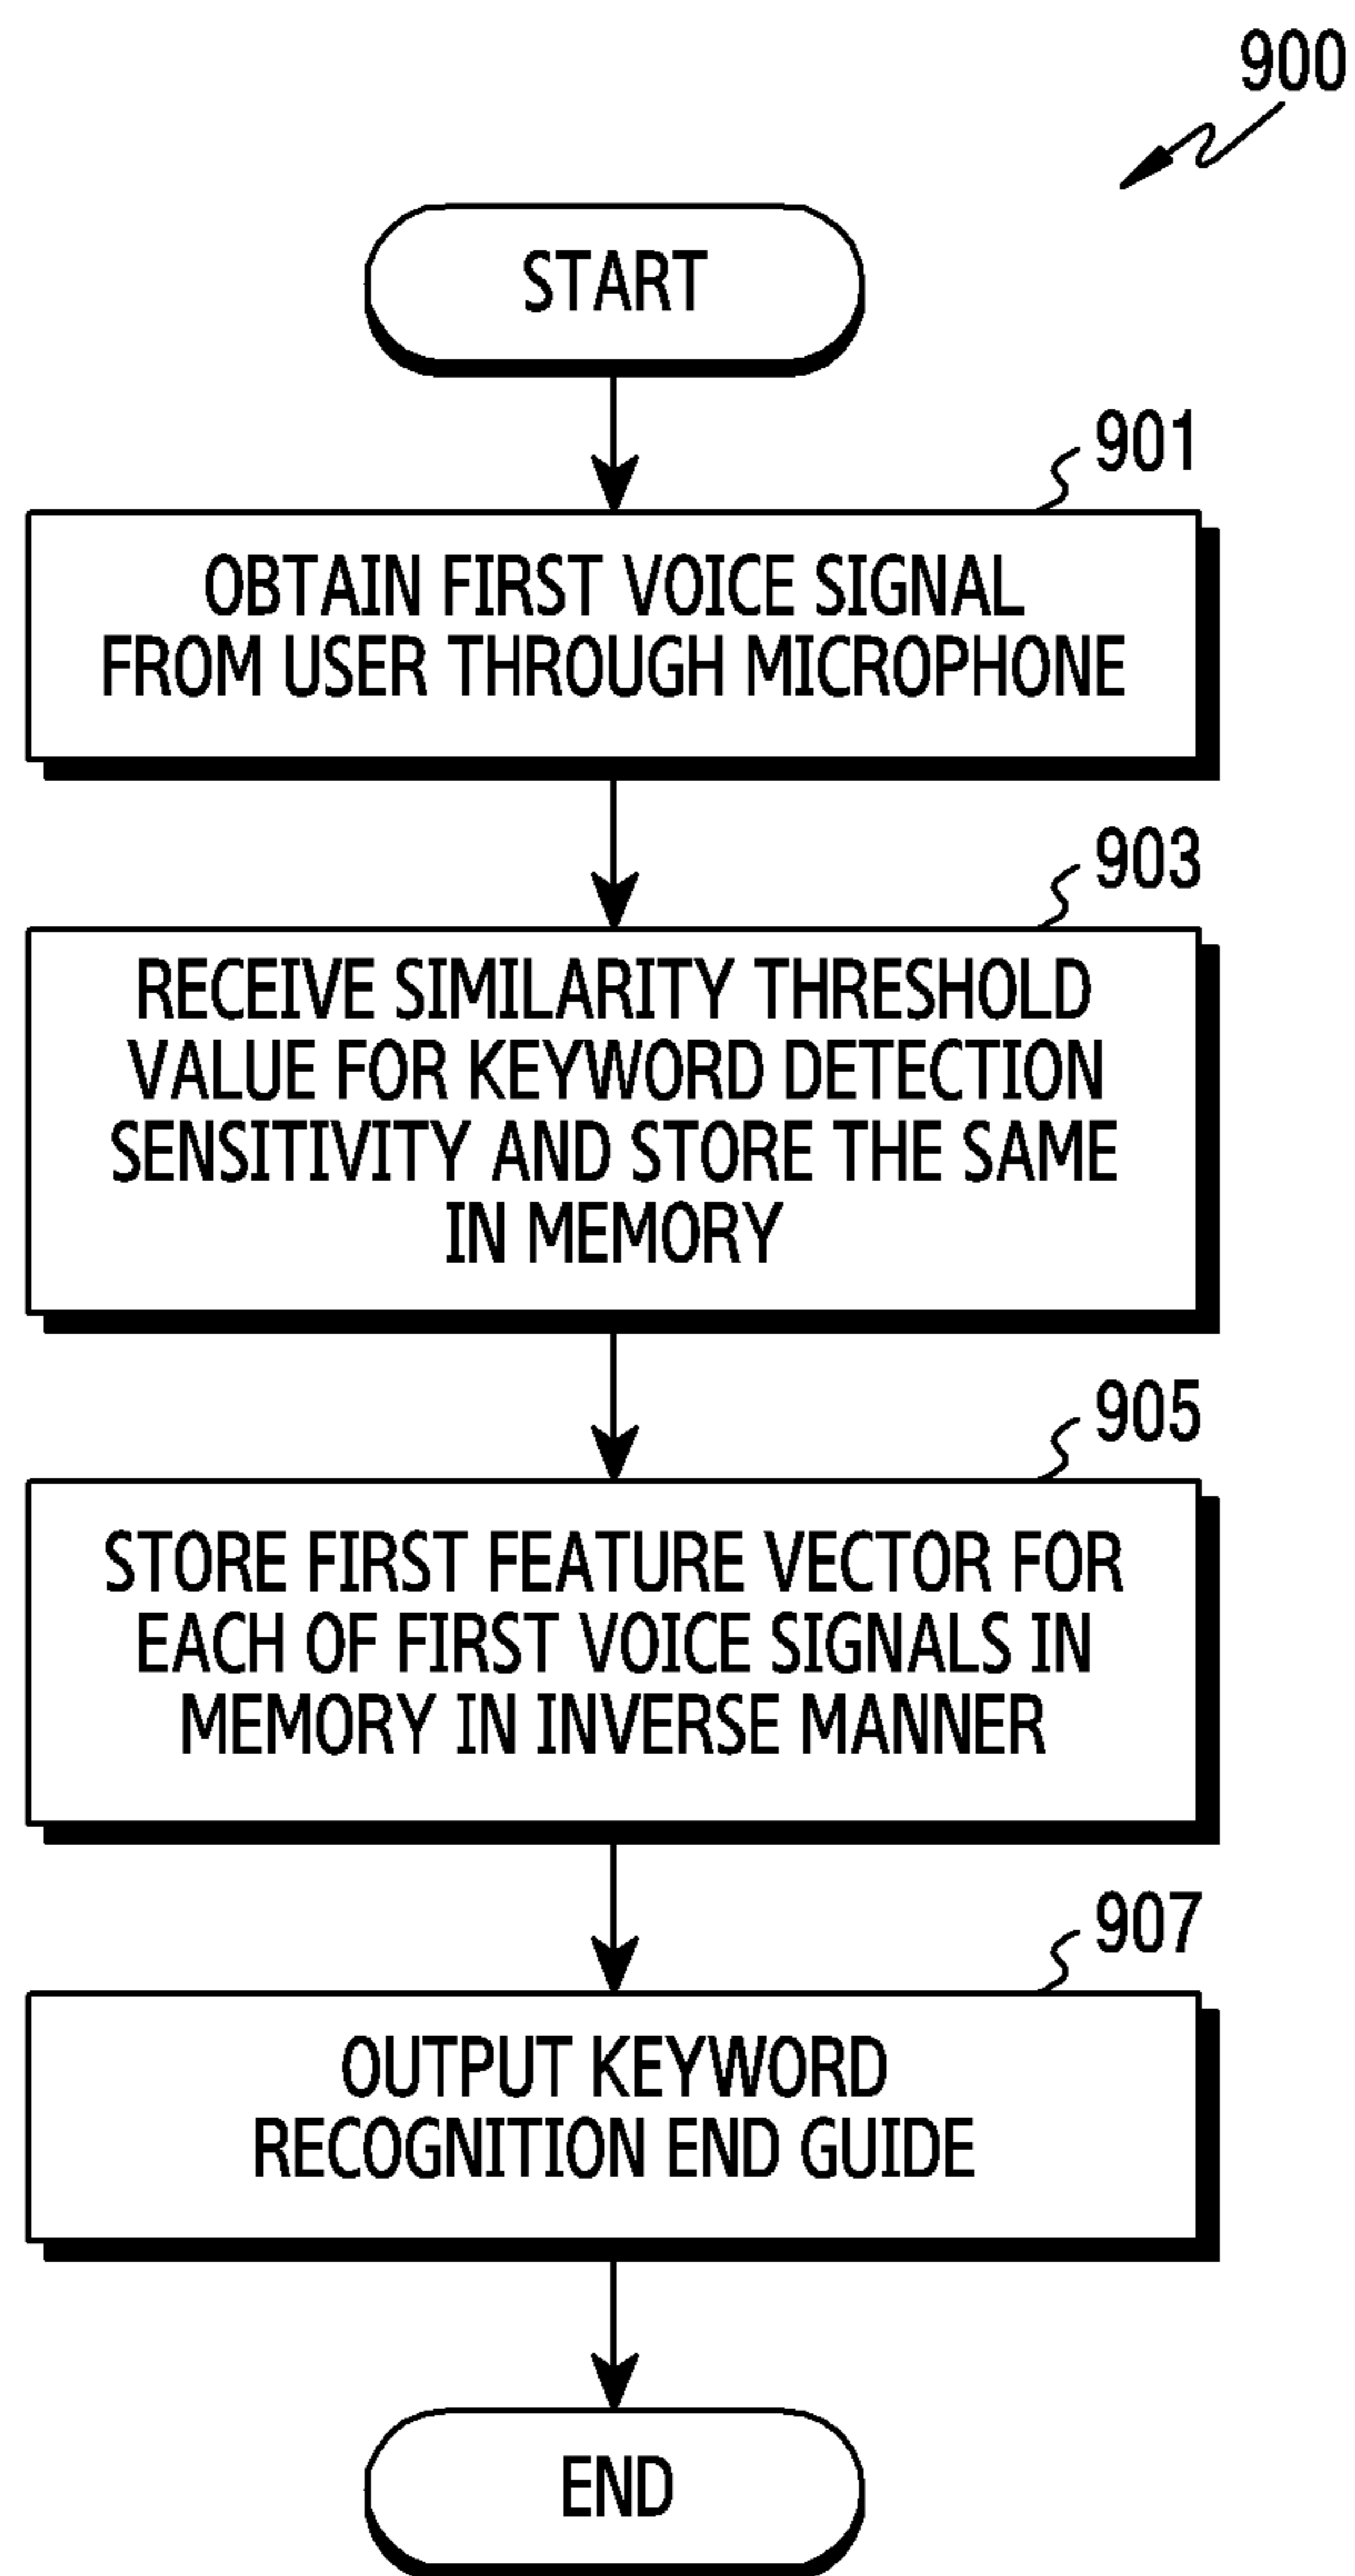 900
START
901
OBTAIN FIRST VOICE SIGNAL
FROM USER THROUGH MICROPHONE
903
RECEIVE SIMILARITY THRESHOLD
VALUE FOR KEYWORD DETECTION
SENSITIVITY AND STORE THE SAME
IN MEMORY
905
STORE FIRST FEATURE VECTOR FOR
EACH OF FIRST VOICE SIGNALS IN
MEMORY IN INVERSE MANNER
907
OUTPUT KEYWORD
RECOGNITION END GUIDE
END